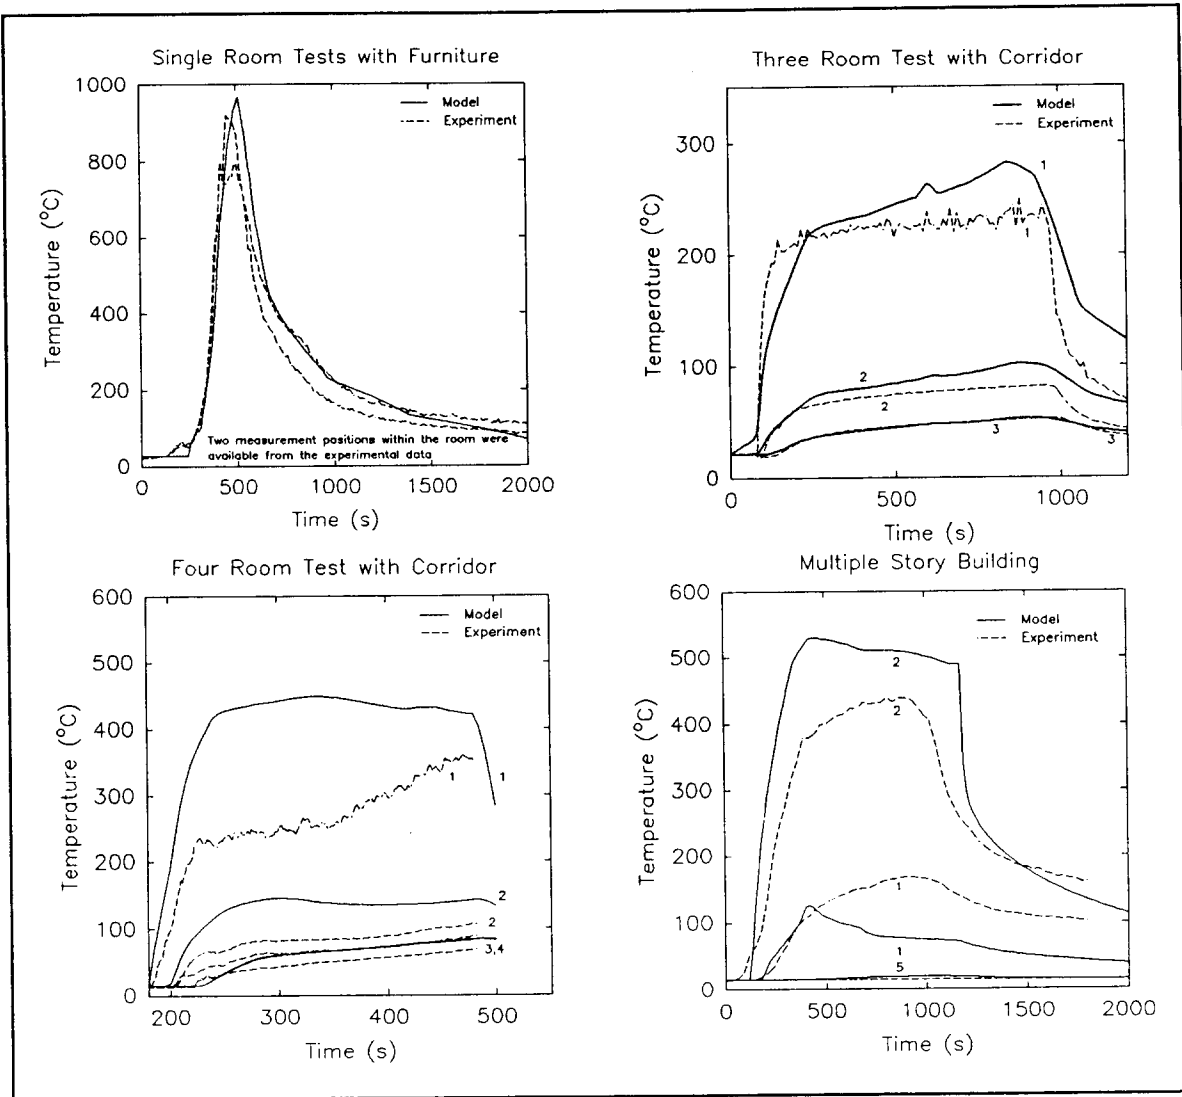 Single Room Tests with Furniture
1000
800
600
400
200
0
Temperature (°C)
Model
Experiment
Two measurement positions within the room were
available from the experimental data
0
500
1000
1500
2000
Time (s)
Three Room Test with Corridor
300
200
100
0
Temperature (°C)
Model
Experiment
1
1
2
2
3
3
0
500
1000
Time (s)
Four Room Test with Corridor
600
500
400
300
200
100
0
Temperature (°C)
Model
Experiment
1
1
2
2
3,4
200
300
400
500
Time (s)
Multiple Story Building
600
500
400
300
200
100
0
Temperature (°C)
Model
Experiment
2
2
1
1
5
0
500
1000
1500
2000
Time (s)